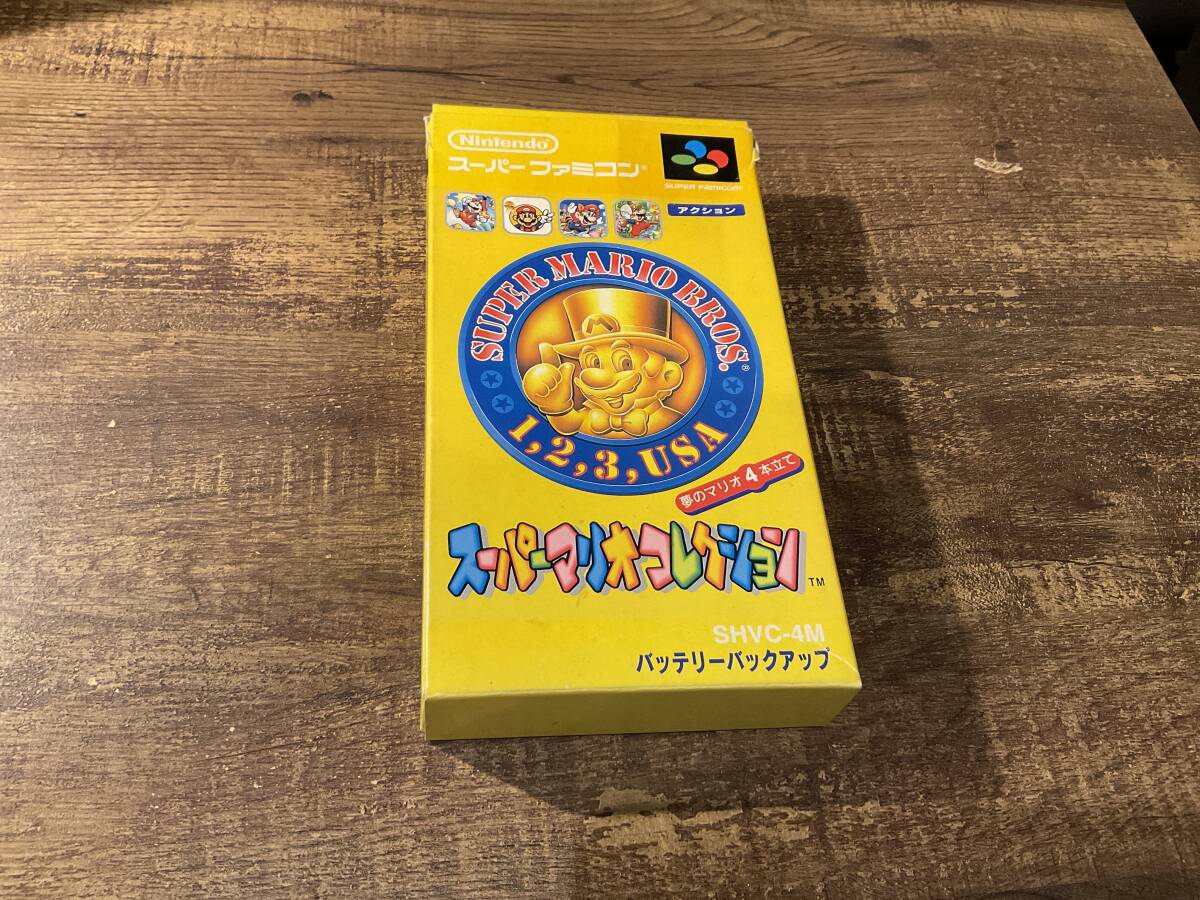 Nintendo
スーパーファミコン®
SUPER FAMICOM
アクション
SUPER MARIO BROS.®
1, 2, 3, USA
夢のマリオ4本立て
スーパーマリオコレクション™
SHVC-4M
バッテリーバックアップ